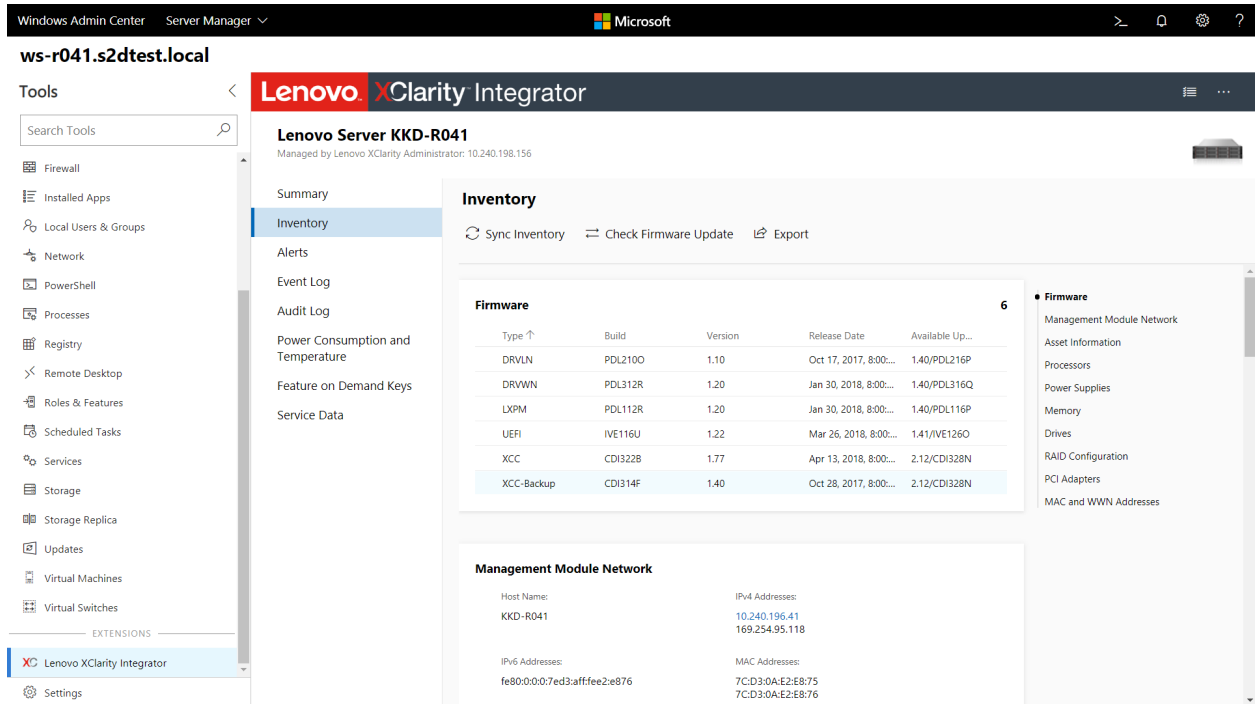 Windows Admin Center Server Manager Microsoft
ws-r041.s2dtest.local
Tools
Search Tools
Firewall
Installed Apps
Local Users & Groups
Network
PowerShell
Processes
Registry
Remote Desktop
Roles & Features
Scheduled Tasks
Services
Storage
Storage Replica
Updates
Virtual Machines
Virtual Switches
EXTENSIONS
XC Lenovo XClarity Integrator
Settings
Lenovo. XClarity Integrator
Lenovo Server KKD-R041
Managed by Lenovo XClarity Administrator: 10.240.198.156
Summary
Inventory
Alerts
Event Log
Audit Log
Power Consumption and
Temperature
Feature on Demand Keys
Service Data
Inventory
Sync Inventory Check Firmware Update Export
Firmware 6
Type Build Version Release Date Available Up...
DRVLN PDL210O 1.10 Oct 17, 2017, 8:00:... 1.40/PDL216P
DRVWN PDL312R 1.20 Jan 30, 2018, 8:00:... 1.40/PDL316Q
LXPM PDL112R 1.20 Jan 30, 2018, 8:00:... 1.40/PDL116P
UEFI IVE116U 1.22 Mar 26, 2018, 8:00:... 1.41/IVE126O
XCC CDI322B 1.77 Apr 13, 2018, 8:00:... 2.12/CDI328N
XCC-Backup CDI314F 1.40 Oct 28, 2017, 8:00:... 2.12/CDI328N
Management Module Network
Host Name: IPv4 Addresses:
KKD-R041 10.240.196.41
169.254.95.118
IPv6 Addresses: MAC Addresses:
fe80:0:0:0:7ed3:aff:fee2:e876 7C:D3:0A:E2:E8:75
7C:D3:0A:E2:E8:76
Firmware
Management Module Network
Asset Information
Processors
Power Supplies
Memory
Drives
RAID Configuration
PCI Adapters
MAC and WWN Addresses